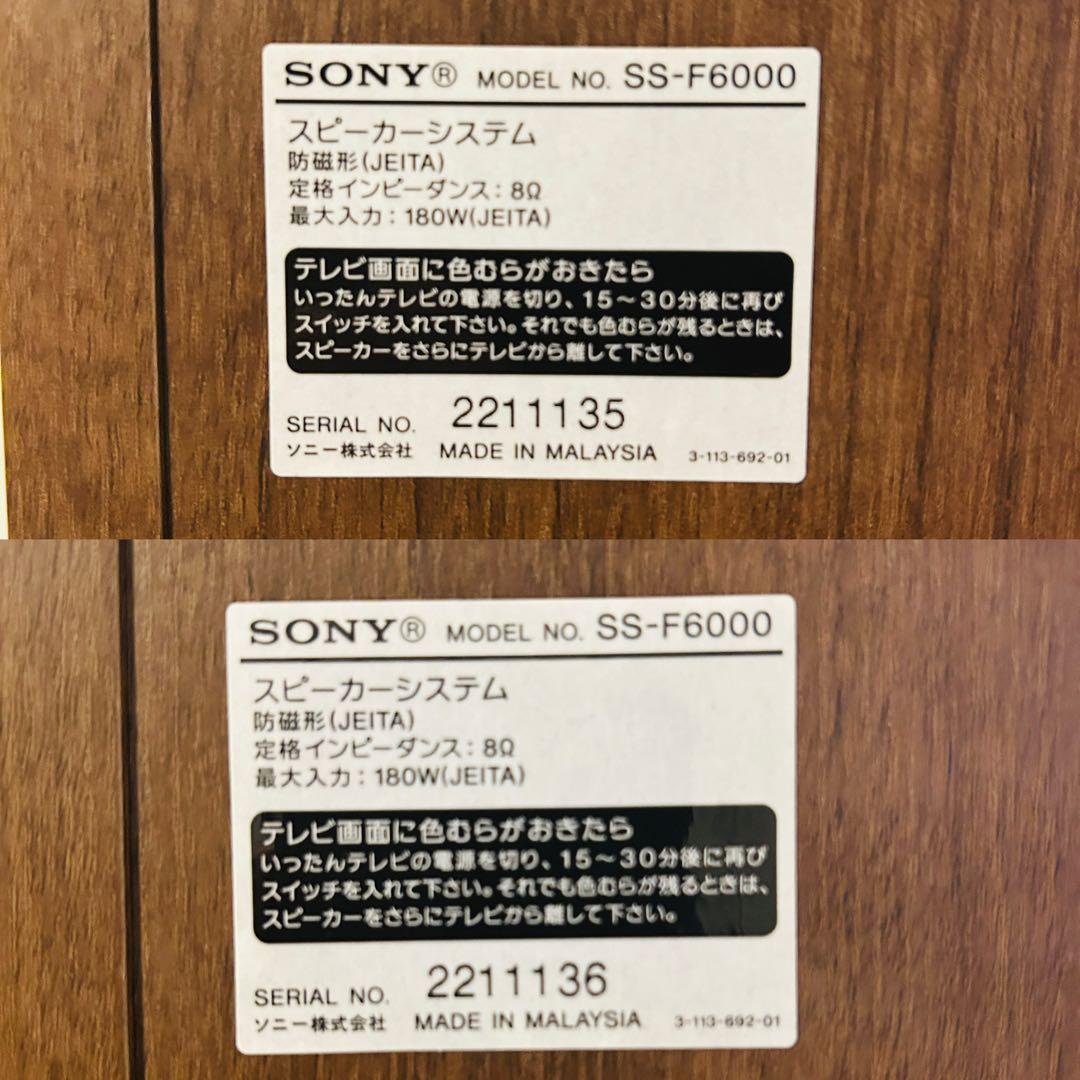 SONY® MODEL NO. SS-F6000
スピーカーシステム
防磁形(JEITA)
定格インピーダンス：8Ω
最大入力：180W(JEITA)
テレビ画面に色むらがおきたら
いったんテレビの電源を切り、15〜30分後に再び
スイッチを入れて下さい。それでも色むらが残るときは、
スピーカーをさらにテレビから離して下さい。
SERIAL NO. 2211135
ソニー株式会社 MADE IN MALAYSIA 3-113-692-01
SONY® MODEL NO. SS-F6000
スピーカーシステム
防磁形(JEITA)
定格インピーダンス：8Ω
最大入力：180W(JEITA)
テレビ画面に色むらがおきたら
いったんテレビの電源を切り、15〜30分後に再び
スイッチを入れて下さい。それでも色むらが残るときは、
スピーカーをさらにテレビから離して下さい。
SERIAL NO. 2211136
ソニー株式会社 MADE IN MALAYSIA 3-113-692-01